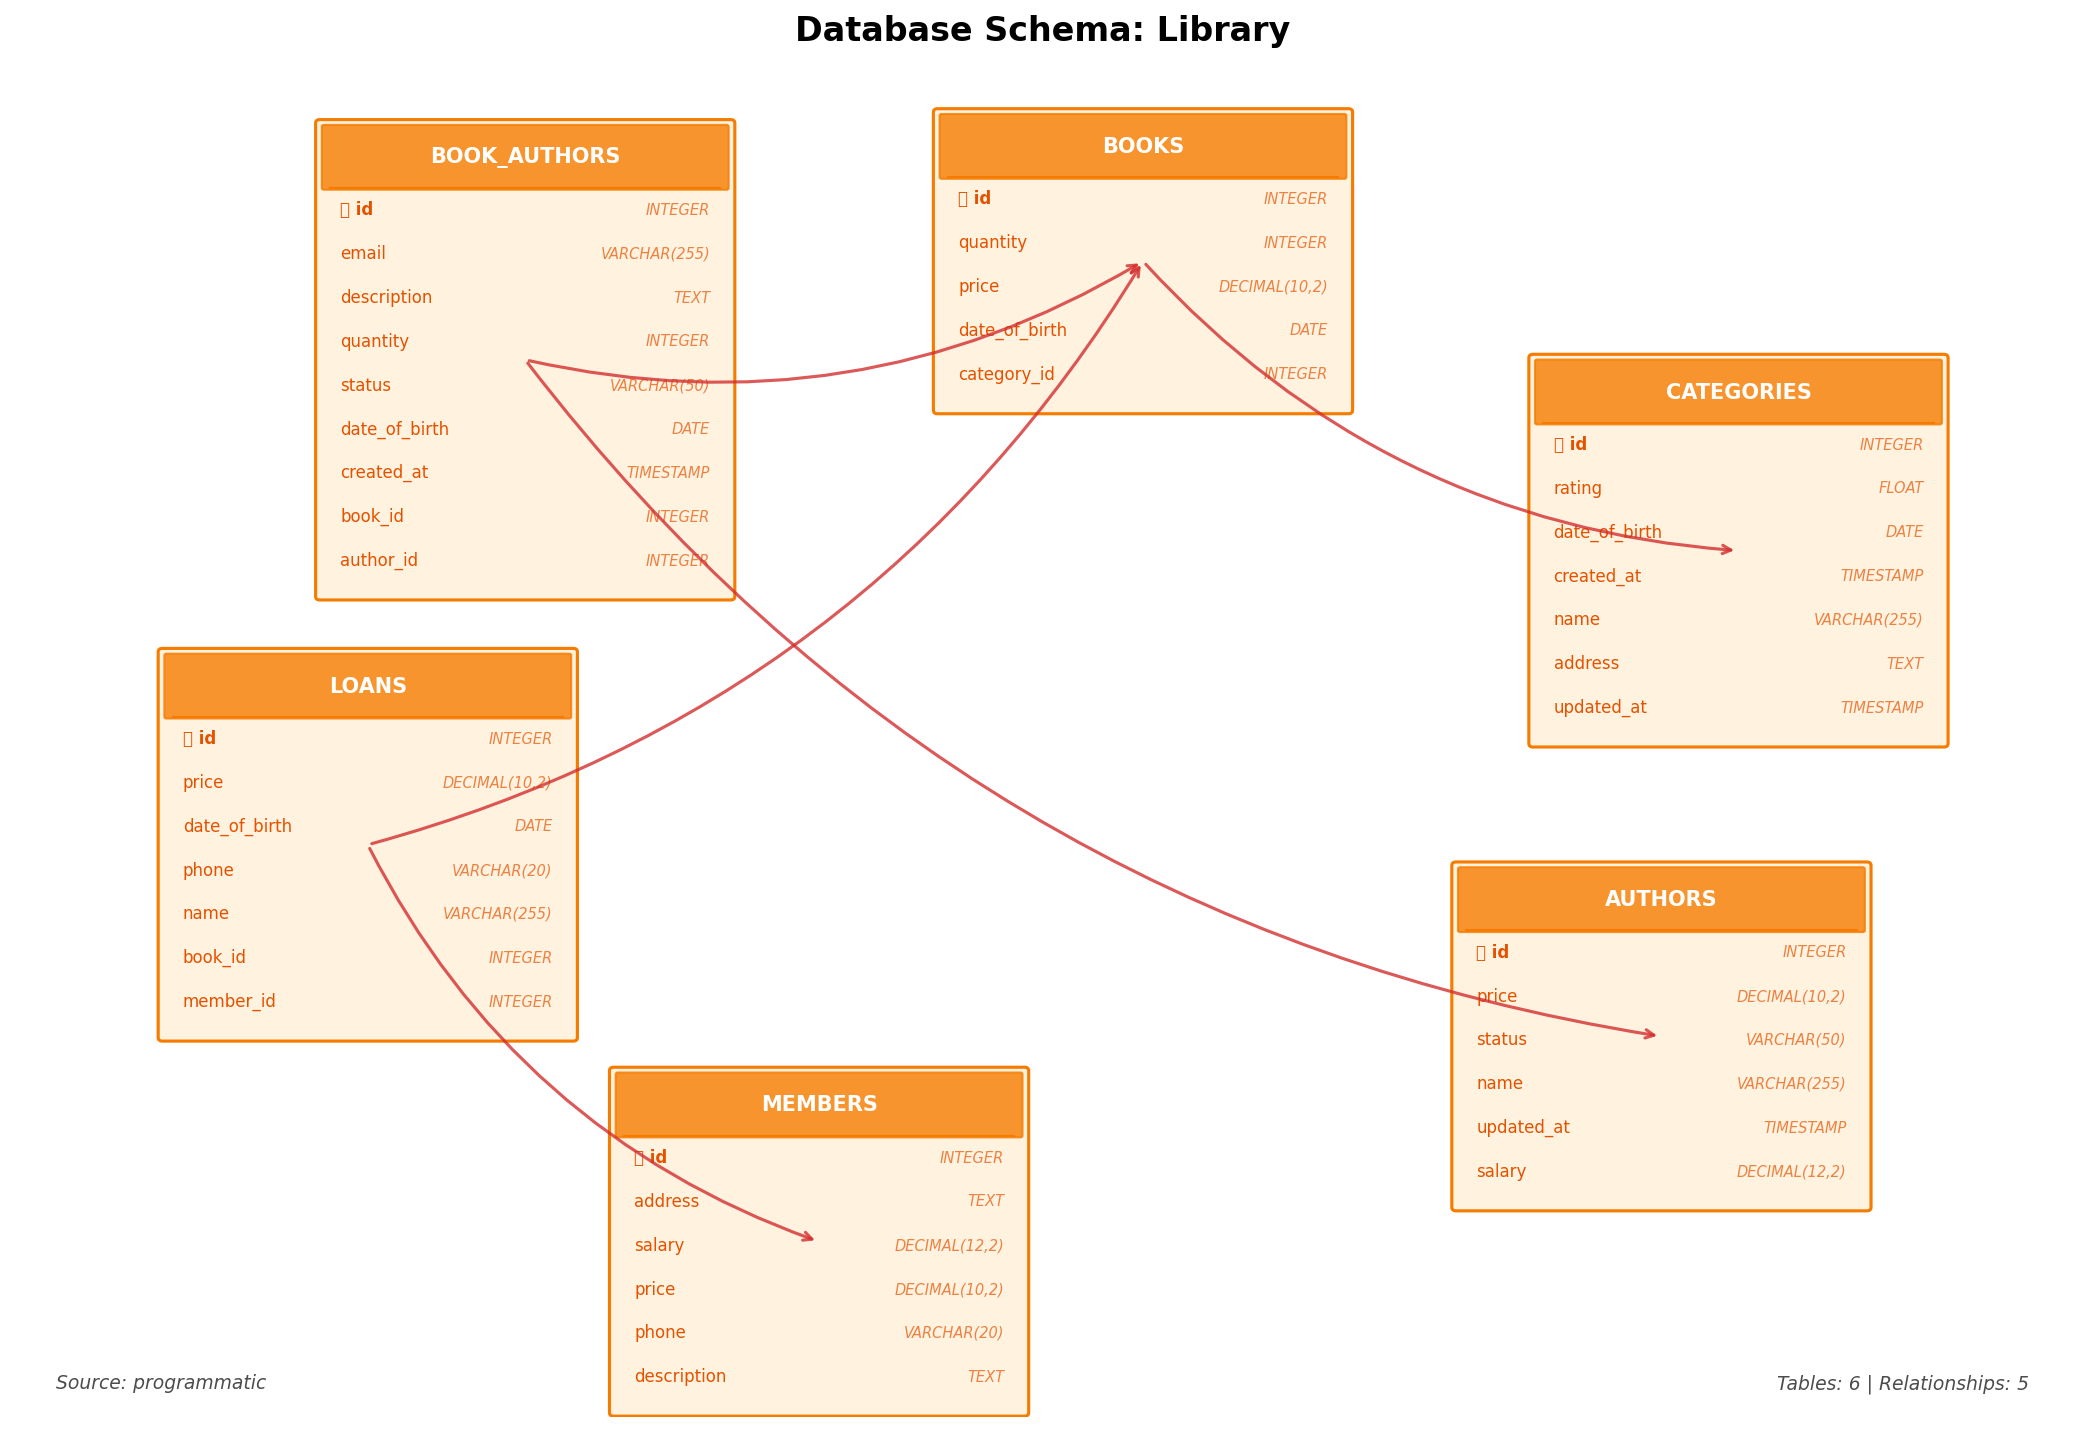 Database Schema: Library
BOOK_AUTHORS
id INTEGER
email VARCHAR(255)
description TEXT
quantity INTEGER
status VARCHAR(50)
date_of_birth DATE
created_at TIMESTAMP
book_id INTEGER
author_id INTEGER
BOOKS
id INTEGER
quantity INTEGER
price DECIMAL(10,2)
date_of_birth DATE
category_id INTEGER
CATEGORIES
id INTEGER
rating FLOAT
date_of_birth DATE
created_at TIMESTAMP
name VARCHAR(255)
address TEXT
updated_at TIMESTAMP
LOANS
id INTEGER
price DECIMAL(10,2)
date_of_birth DATE
phone VARCHAR(20)
name VARCHAR(255)
book_id INTEGER
member_id INTEGER
AUTHORS
id INTEGER
price DECIMAL(10,2)
status VARCHAR(50)
name VARCHAR(255)
updated_at TIMESTAMP
salary DECIMAL(12,2)
MEMBERS
id INTEGER
address TEXT
salary DECIMAL(12,2)
price DECIMAL(10,2)
phone VARCHAR(20)
description TEXT
Source: programmatic
Tables: 6 | Relationships: 5